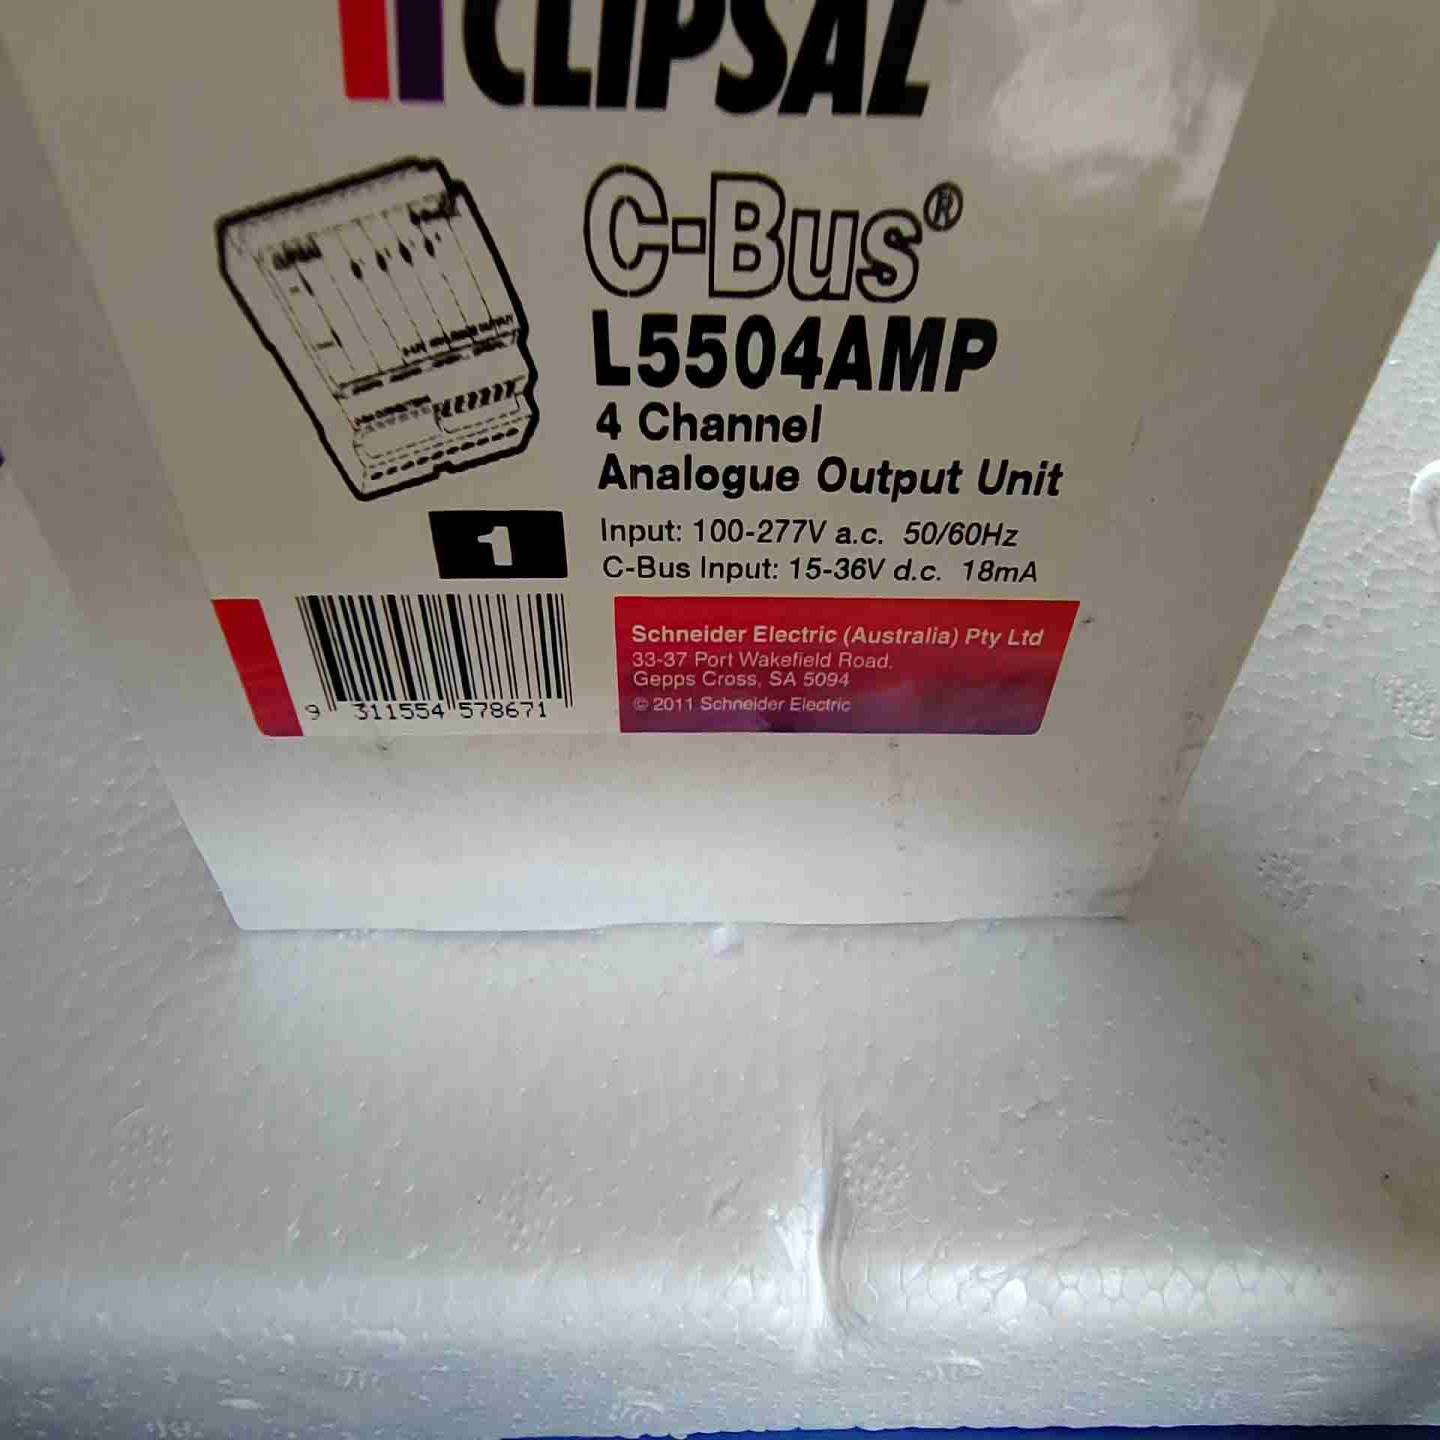 CLIPSAL
C-Bus®
L5504AMP
4 Channel
Analogue Output Unit
1
Input: 100-277V a.c. 50/60Hz
C-Bus Input: 15-36V d.c. 18mA
9 311554 578671
Schneider Electric (Australia) Pty Ltd
33-37 Port Wakefield Road,
Gepps Cross, SA 5094
© 2011 Schneider Electric